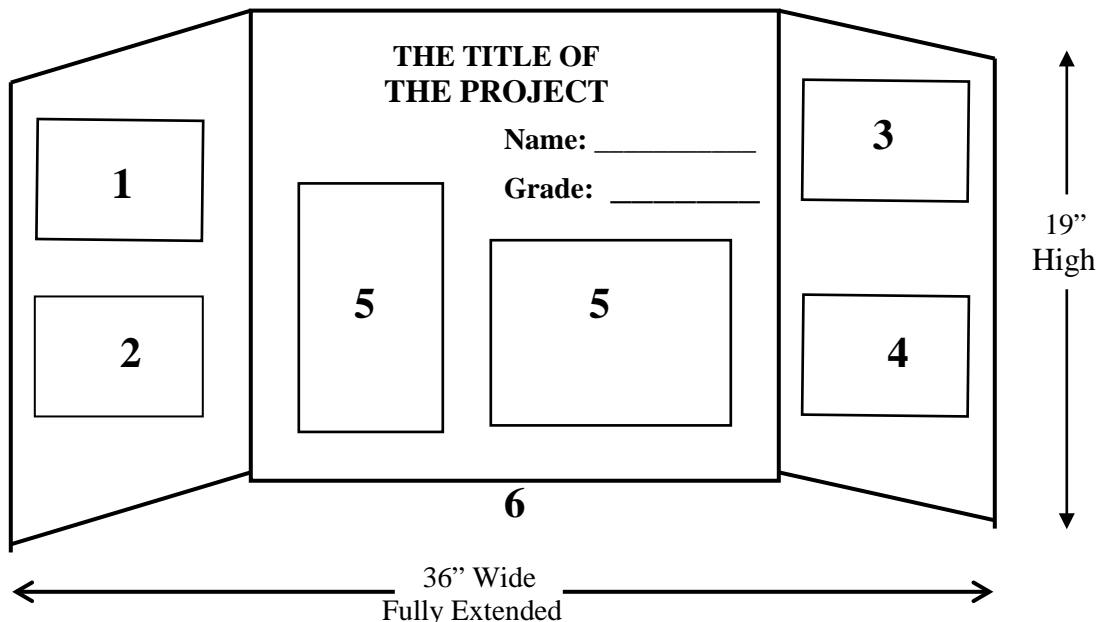 THE TITLE OF
THE PROJECT
Name: ___________
Grade: __________
1
2
5
5
3
4
6
19”
High
36” Wide
Fully Extended